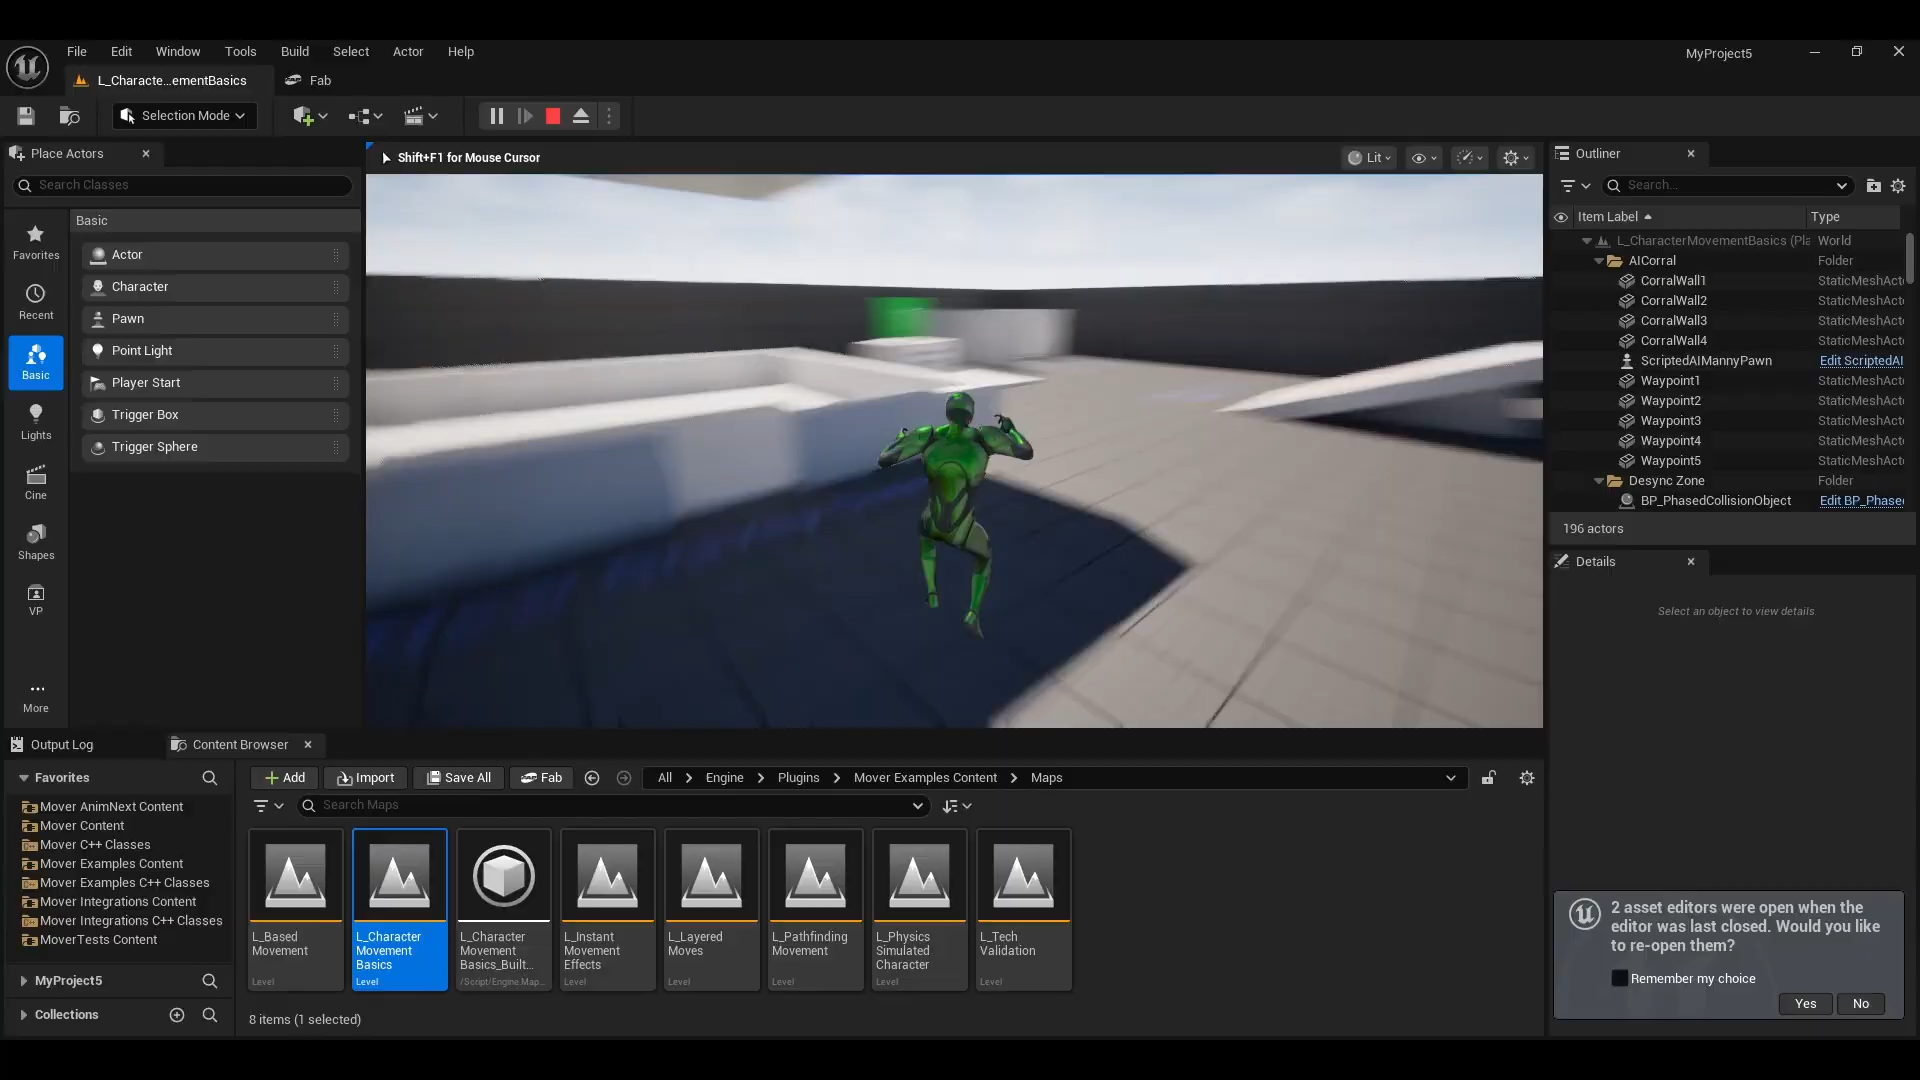 File Edit Window Tools Build Select Actor Help
MyProject5
L_Characte...ementBasics
Fab
Selection Mode
Place Actors
Search Classes
Favorites
Recent
Basic
Lights
Cine
Shapes
VP
More
Basic
Actor
Character
Pawn
Point Light
Player Start
Trigger Box
Trigger Sphere
Shift+F1 for Mouse Cursor
Lit
Outliner
Search...
Item Label Type
L_CharacterMovementBasics (Pla World
AICorral Folder
CorralWall1 StaticMeshActo
CorralWall2 StaticMeshActo
CorralWall3 StaticMeshActo
CorralWall4 StaticMeshActo
ScriptedAIMannyPawn Edit ScriptedAI
Waypoint1 StaticMeshActo
Waypoint2 StaticMeshActo
Waypoint3 StaticMeshActo
Waypoint4 StaticMeshActo
Waypoint5 StaticMeshActo
Desync Zone Folder
BP_PhasedCollisionObject Edit BP_Phase
196 actors
Details
Select an object to view details.
Output Log
Content Browser
Favorites
Mover AnimNext Content
Mover Content
Mover C++ Classes
Mover Examples Content
Mover Examples C++ Classes
Mover Integrations Content
Mover Integrations C++ Classes
MoverTests Content
MyProject5
Collections
Add Import Save All Fab All Engine Plugins Mover Examples Content Maps
Search Maps
L_Based
Movement
Level
L_Character
Movement
Basics
Level
L_Character
Movement
Basics_Built...
/Script/Engine.Map...
L_Instant
Movement
Effects
Level
L_Layered
Moves
Level
L_Pathfinding
Movement
Level
L_Physics
Simulated
Character
Level
L_Tech
Validation
Level
8 items (1 selected)
2 asset editors were open when the
editor was last closed. Would you like
to re-open them?
Remember my choice
Yes No